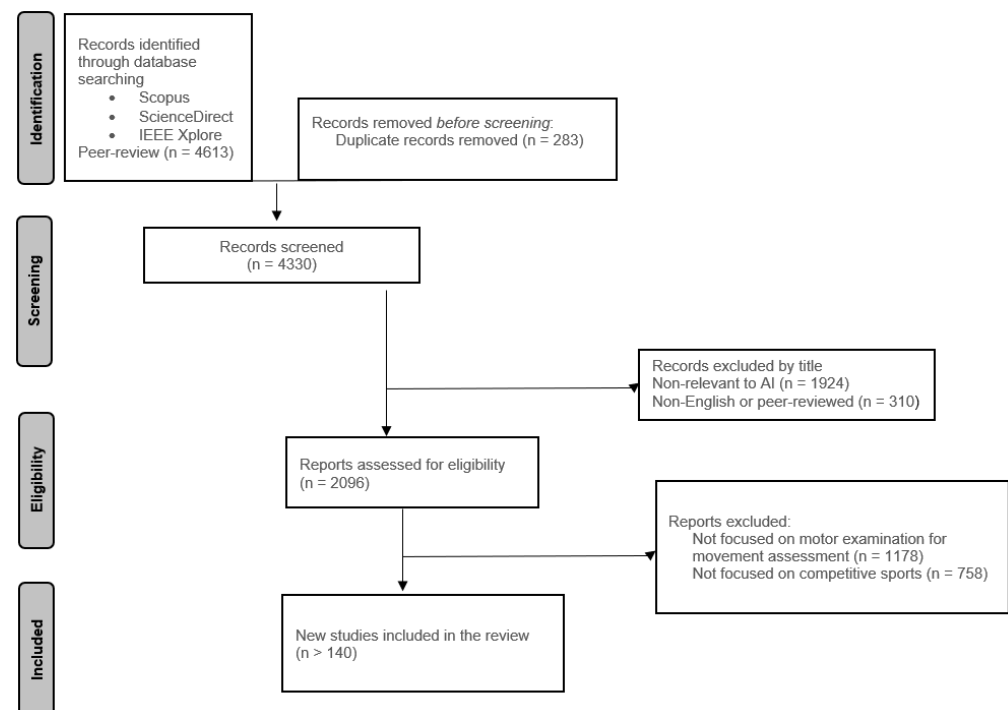 Identification
Records identified
through database
searching
• Scopus
• ScienceDirect
• IEEE Xplore
Peer-review (n = 4613)
Records removed before screening:
Duplicate records removed (n = 283)
Screening
Records screened
(n = 4330)
Records excluded by title
Non-relevant to AI (n = 1924)
Non-English or peer-reviewed (n = 310)
Eligibility
Reports assessed for eligibility
(n = 2096)
Reports excluded:
Not focused on motor examination for
movement assessment (n = 1178)
Not focused on competitive sports (n = 758)
Included
New studies included in the review
(n > 140)